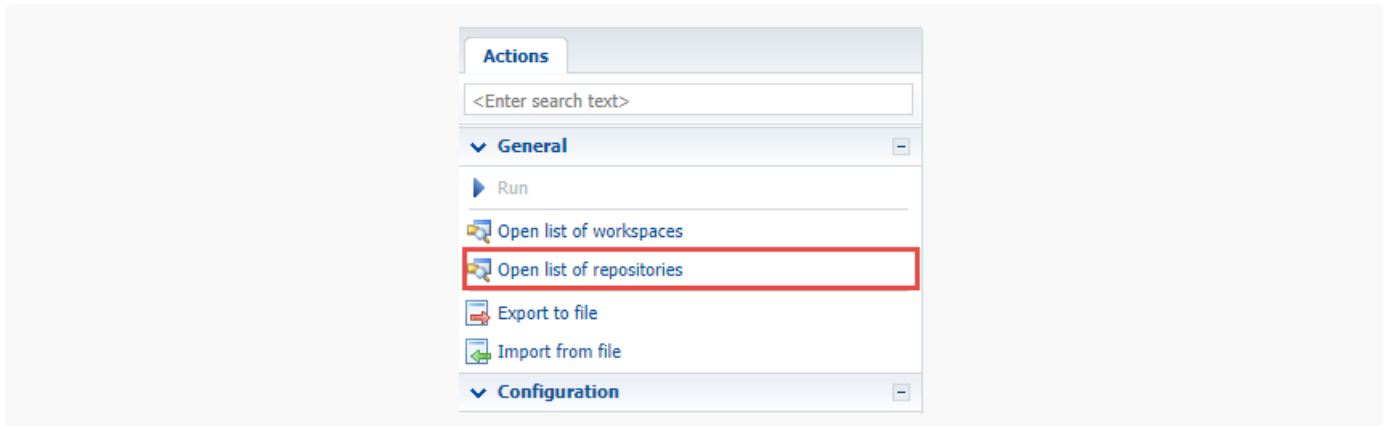 Actions
<Enter search text>
General
Run
Open list of workspaces
Open list of repositories
Export to file
Import from file
Configuration